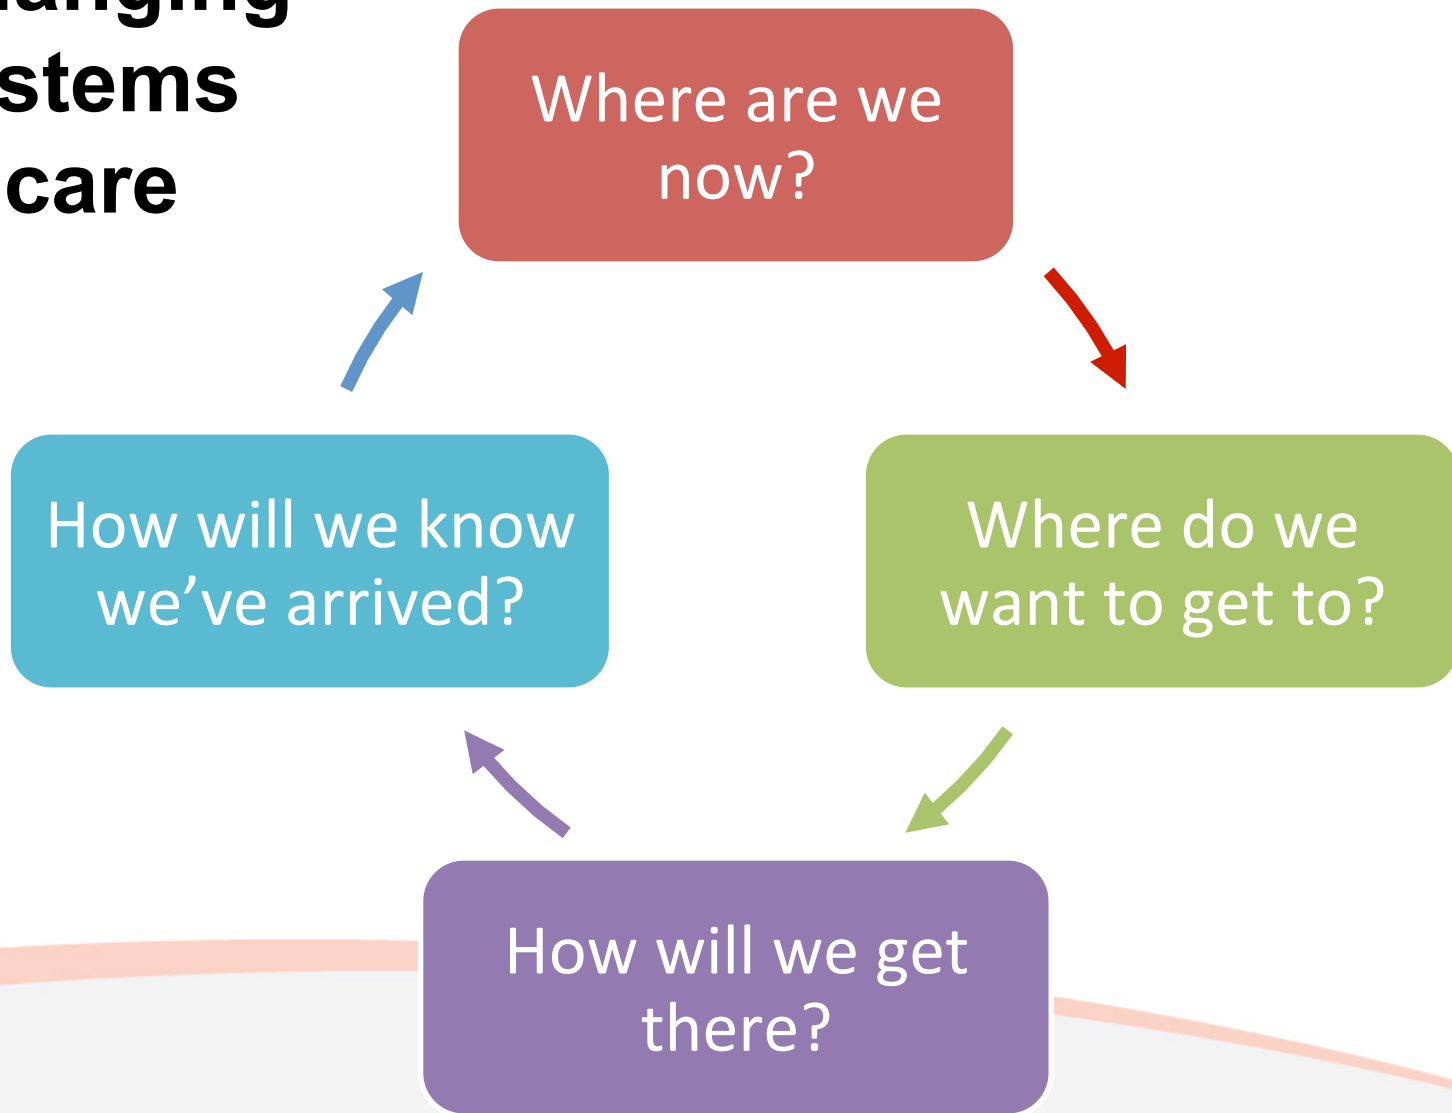 anging
stems
care
Where are we
now?
Where do we
want to get to?
How will we get
there?
How will we know
we’ve arrived?